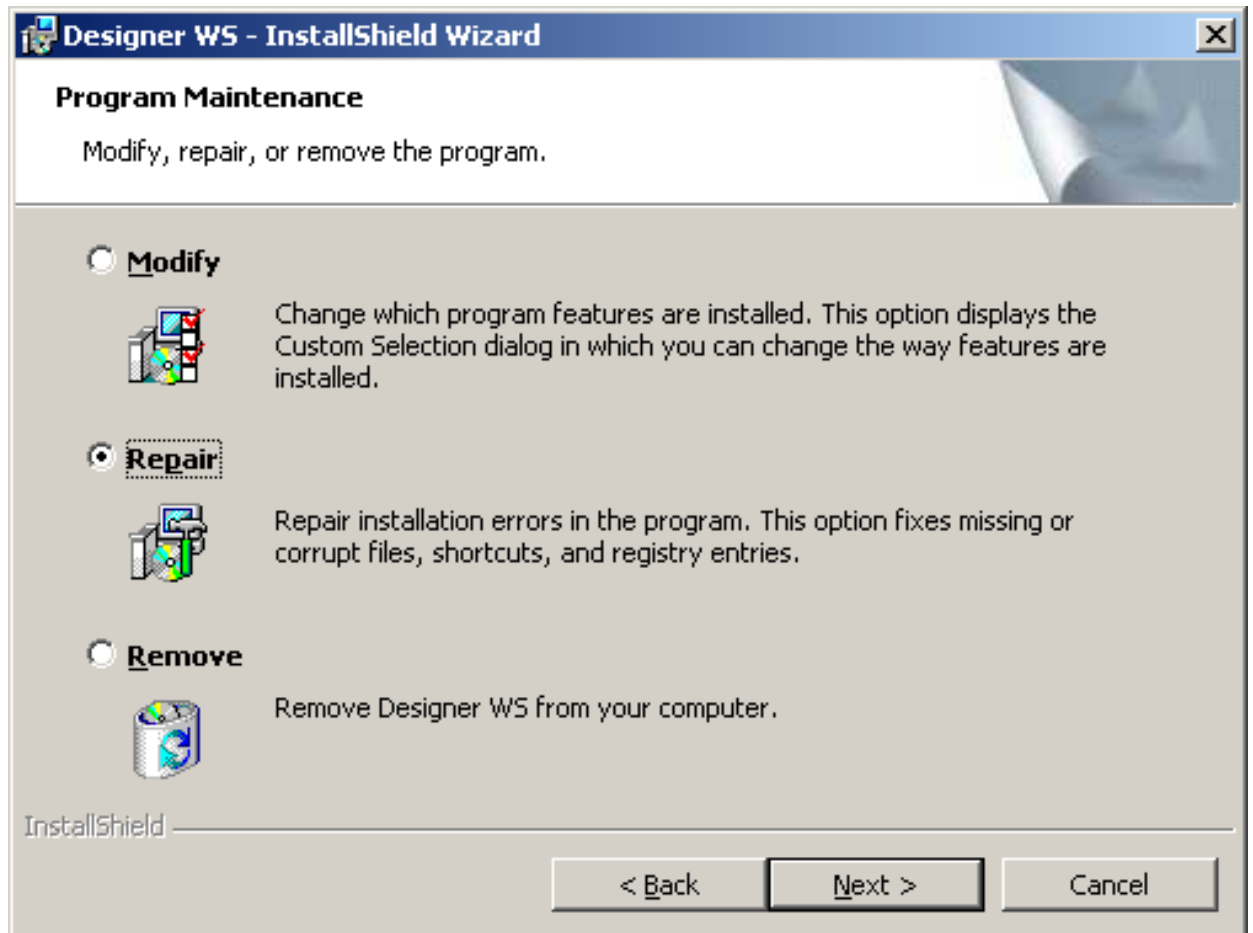 Designer WS - InstallShield Wizard
Program Maintenance
Modify, repair, or remove the program.
Modify
Change which program features are installed. This option displays the
Custom Selection dialog in which you can change the way features are
installed.
Repair
Repair installation errors in the program. This option fixes missing or
corrupt files, shortcuts, and registry entries.
Remove
Remove Designer WS from your computer.
InstallShield
< Back Next > Cancel